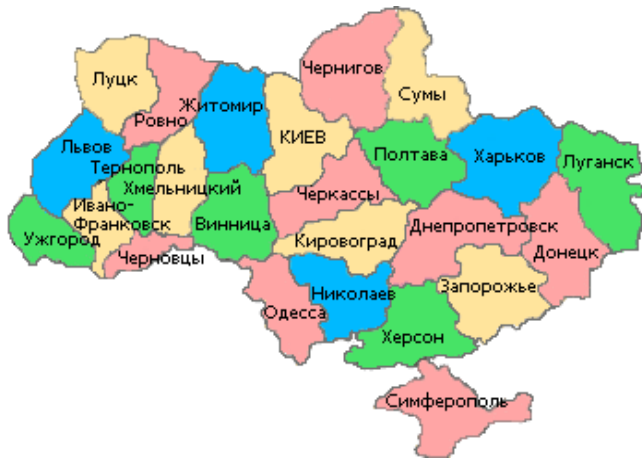 Чернигов
Луцк
Сумы
Житомир
Ровно
КИЕВ
Львов
Полтава
Харьков
Луганск
Тернополь
Хмельницкий
Черкассы
Ивано-
Франковск
Винница
Днепропетровск
Ужгород
Кировоград
Черновцы
Донецк
Запорожье
Николаев
Одесса
Херсон
Симферополь